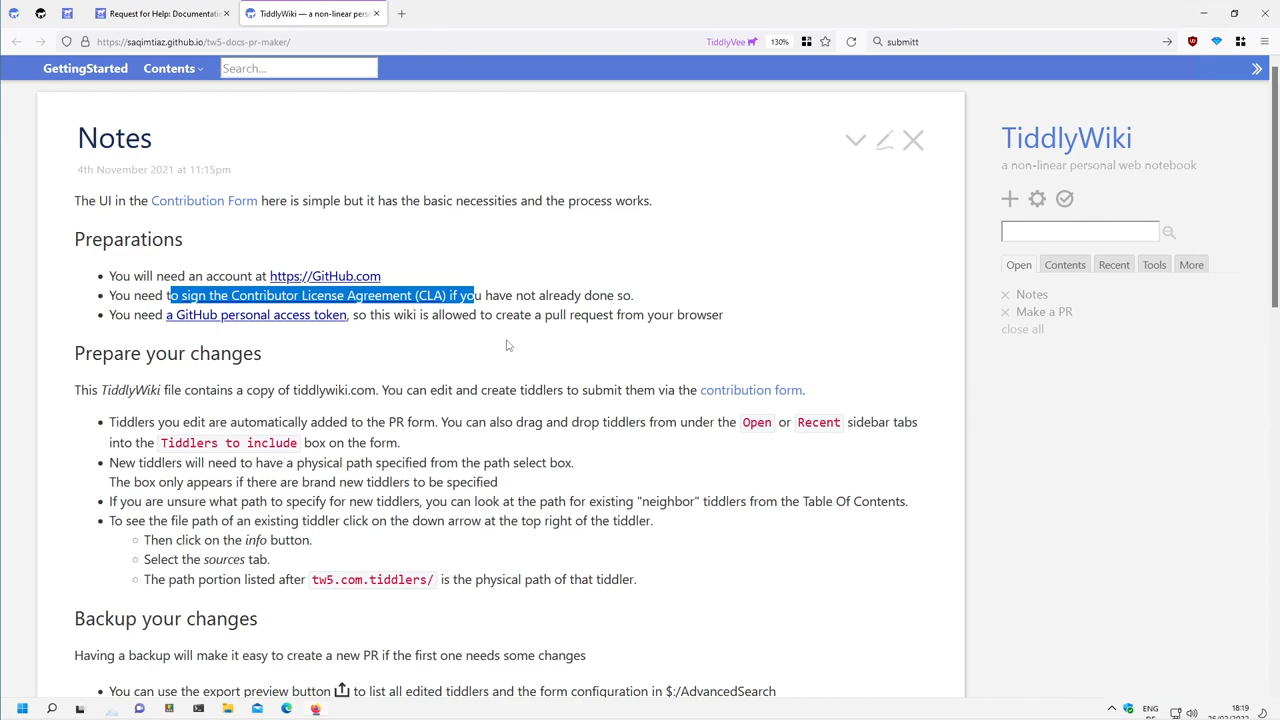 Request for Help: Documentatio
TiddlyWiki — a non-linear pers
https://saqimtiaz.github.io/tw5-docs-pr-maker/
TiddlyVee
130%
submitt
GettingStarted
Contents
Search...
Notes
4th November 2021 at 11:15pm
The UI in the Contribution Form here is simple but it has the basic necessities and the process works.
Preparations
• You will need an account at https://GitHub.com
• You need to sign the Contributor License Agreement (CLA) if you have not already done so.
• You need a GitHub personal access token, so this wiki is allowed to create a pull request from your browser
Prepare your changes
This TiddlyWiki file contains a copy of tiddlywiki.com. You can edit and create tiddlers to submit them via the contribution form.
• Tiddlers you edit are automatically added to the PR form. You can also drag and drop tiddlers from under the Open or Recent sidebar tabs
into the Tiddlers to include box on the form.
• New tiddlers will need to have a physical path specified from the path select box.
The box only appears if there are brand new tiddlers to be specified
• If you are unsure what path to specify for new tiddlers, you can look at the path for existing "neighbor" tiddlers from the Table Of Contents.
• To see the file path of an existing tiddler click on the down arrow at the top right of the tiddler.
○ Then click on the info button.
○ Select the sources tab.
○ The path portion listed after tw5.com.tiddlers/ is the physical path of that tiddler.
Backup your changes
Having a backup will make it easy to create a new PR if the first one needs some changes
• You can use the export preview button to list all edited tiddlers and the form configuration in $:/AdvancedSearch
TiddlyWiki
a non-linear personal web notebook
Open
Contents
Recent
Tools
More
Notes
Make a PR
close all
ENG
18:19